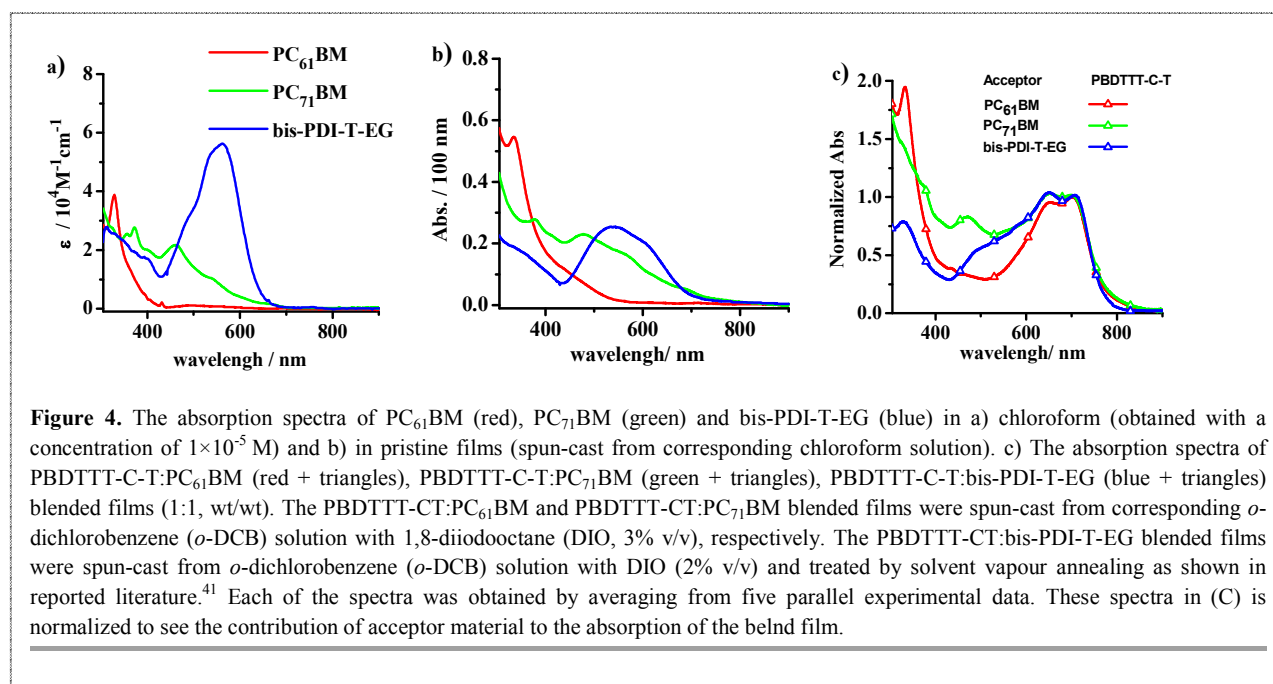 a)
PC61BM
PC71BM
bis-PDI-T-EG
8
6
4
2
0
ε / 10⁴M⁻¹cm⁻¹
400 600 800
wavelengh / nm
b)
0.8
0.6
0.4
0.2
0.0
Abs. / 100 nm
400 600 800
wavelengh/ nm
c)
Acceptor PBDTTT-C-T
PC61BM
PC71BM
bis-PDI-T-EG
2.0
1.5
1.0
0.5
0.0
Normalized Abs
400 600 800
wavelengh/ nm
Figure 4. The absorption spectra of PC61BM (red), PC71BM (green) and bis-PDI-T-EG (blue) in a) chloroform (obtained with a
concentration of 1×10⁻⁵ M) and b) in pristine films (spun-cast from corresponding chloroform solution). c) The absorption spectra of
PBDTTT-C-T:PC61BM (red + triangles), PBDTTT-C-T:PC71BM (green + triangles), PBDTTT-C-T:bis-PDI-T-EG (blue + triangles)
blended films (1:1, wt/wt). The PBDTTT-CT:PC61BM and PBDTTT-CT:PC71BM blended films were spun-cast from corresponding o-
dichlorobenzene (o-DCB) solution with 1,8-diiodooctane (DIO, 3% v/v), respectively. The PBDTTT-CT:bis-PDI-T-EG blended films
were spun-cast from o-dichlorobenzene (o-DCB) solution with DIO (2% v/v) and treated by solvent vapour annealing as shown in
reported literature.⁴¹ Each of the spectra was obtained by averaging from five parallel experimental data. These spectra in (C) is
normalized to see the contribution of acceptor material to the absorption of the belnd film.